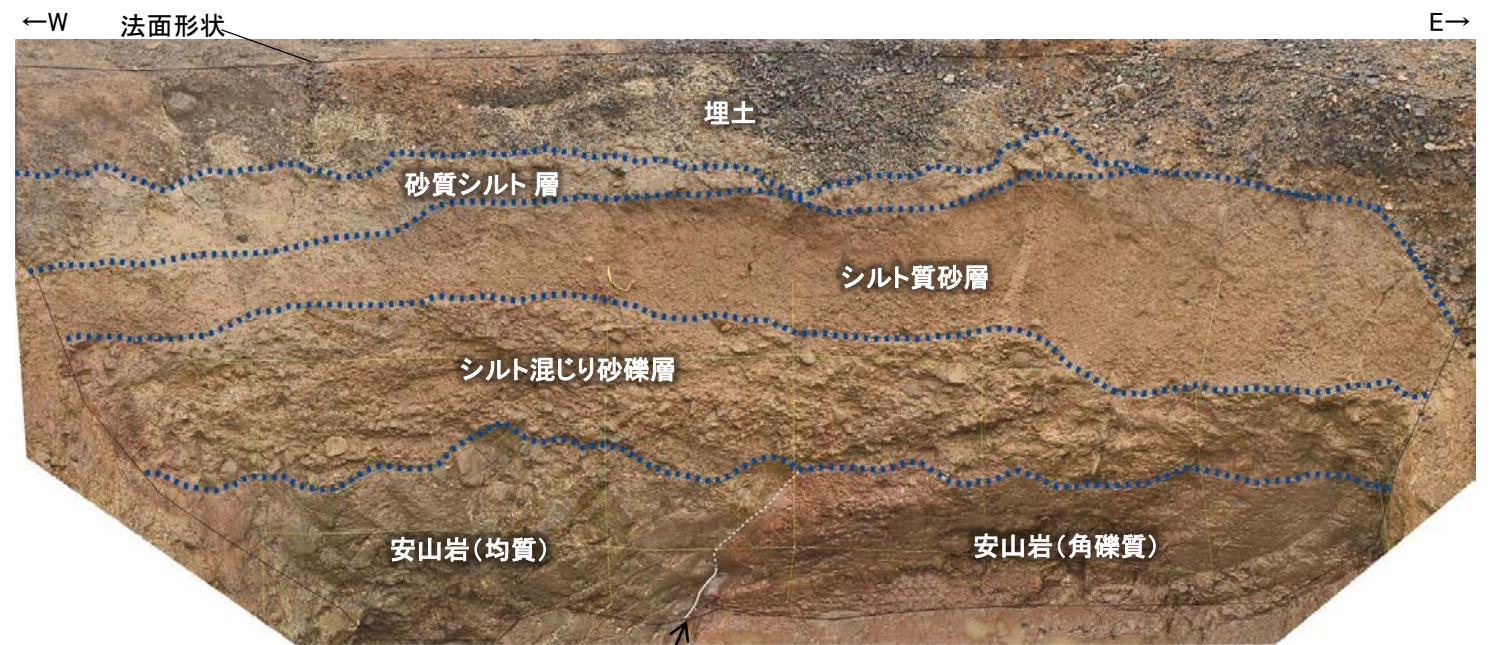 ←W
法面形状
E→
埋土
砂質シルト 層
シルト質砂層
シルト混じり砂礫層
安山岩(均質)
安山岩(角礫質)